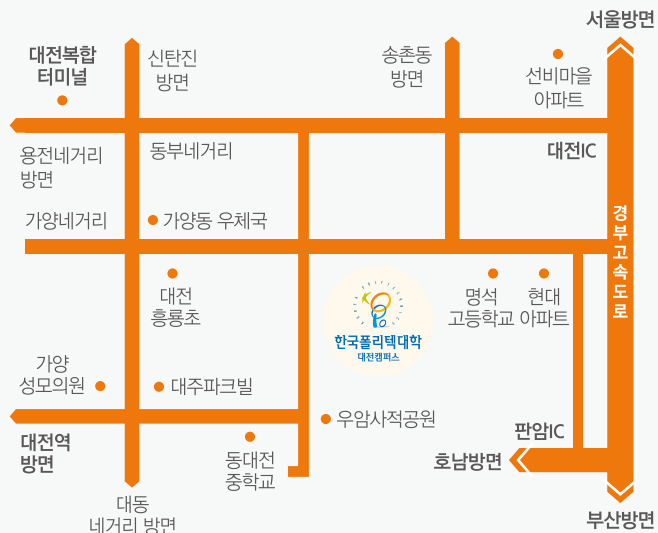 서울방면
대전복합
터미널
신탄진
방면
송촌동
방면
선비마을
아파트
용전네거리
방면
동부네거리
대전IC
경부고속도로
가양네거리
가양동 우체국
대전
흥룡초
명석
고등학교
현대
아파트
한국폴리텍대학
대전캠퍼스
가양
성모의원
대주파크빌
우암사적공원
대전역
방면
동대전
중학교
판암IC
호남방면
대동
네거리 방면
부산방면